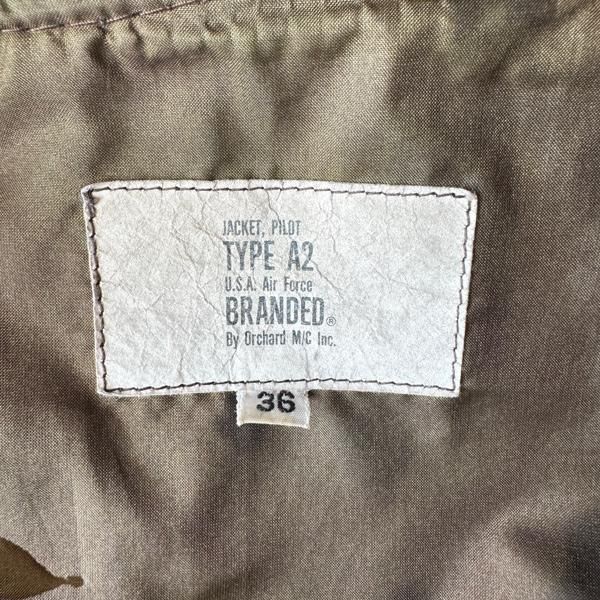 JACKET, PILOT
TYPE A2
U.S.A. Air Force
BRANDED®
By Orchard M/C Inc.
36